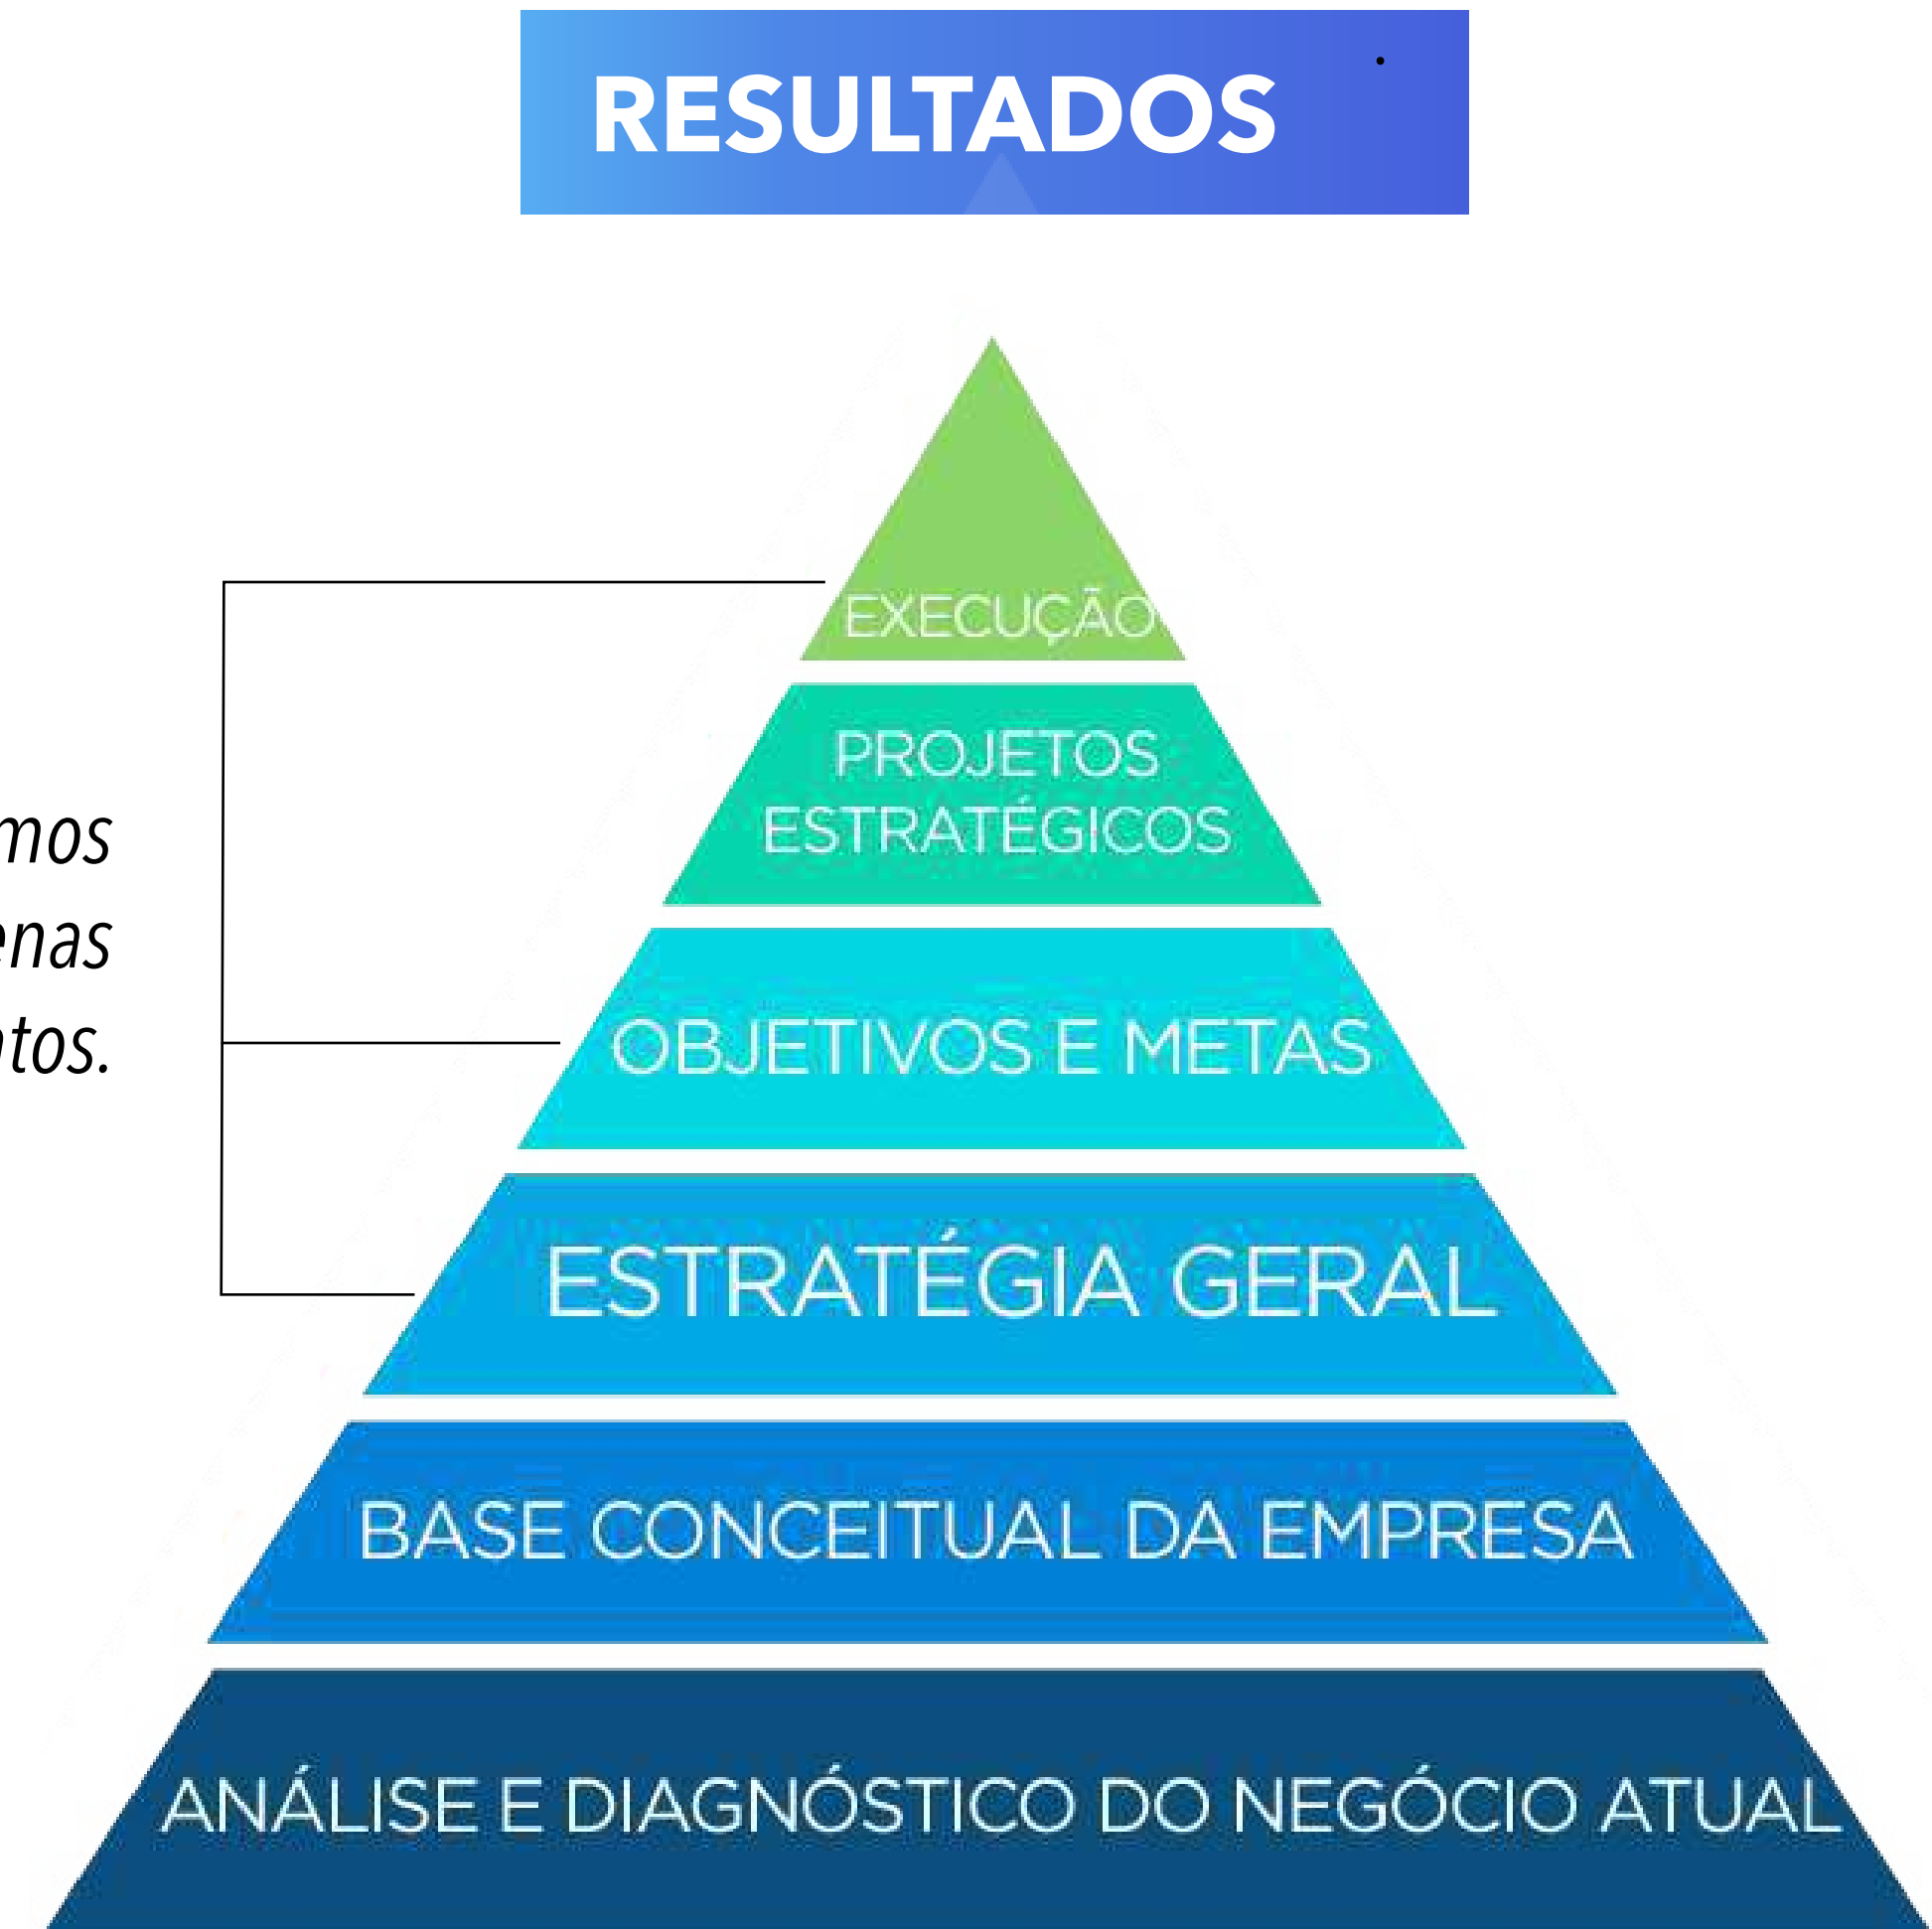 RESULTADOS
EXECUÇÃO
PROJETOS
ESTRATÉGICOS
mos
enas
ntos.
OBJETIVOS E METAS
ESTRATÉGIA GERAL
BASE CONCEITUAL DA EMPRESA
ANÁLISE E DIAGNÓSTICO DO NEGÓCIO ATUAL